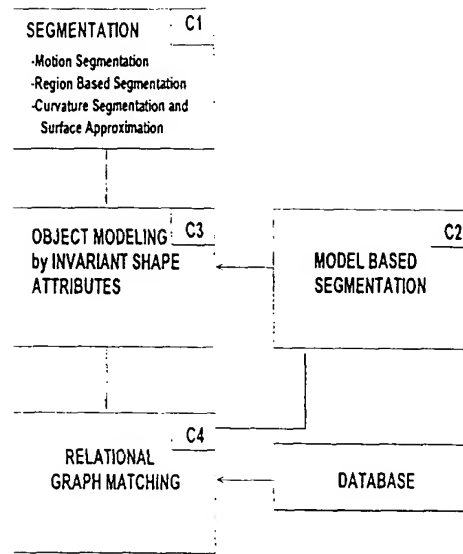 SEGMENTATION C1
-Motion Segmentation
-Region Based Segmentation
-Curvature Segmentation and
Surface Approximation
OBJECT MODELING C3
by INVARIANT SHAPE
ATTRIBUTES
C2
MODEL BASED
SEGMENTATION
C4
RELATIONAL
GRAPH MATCHING
DATABASE